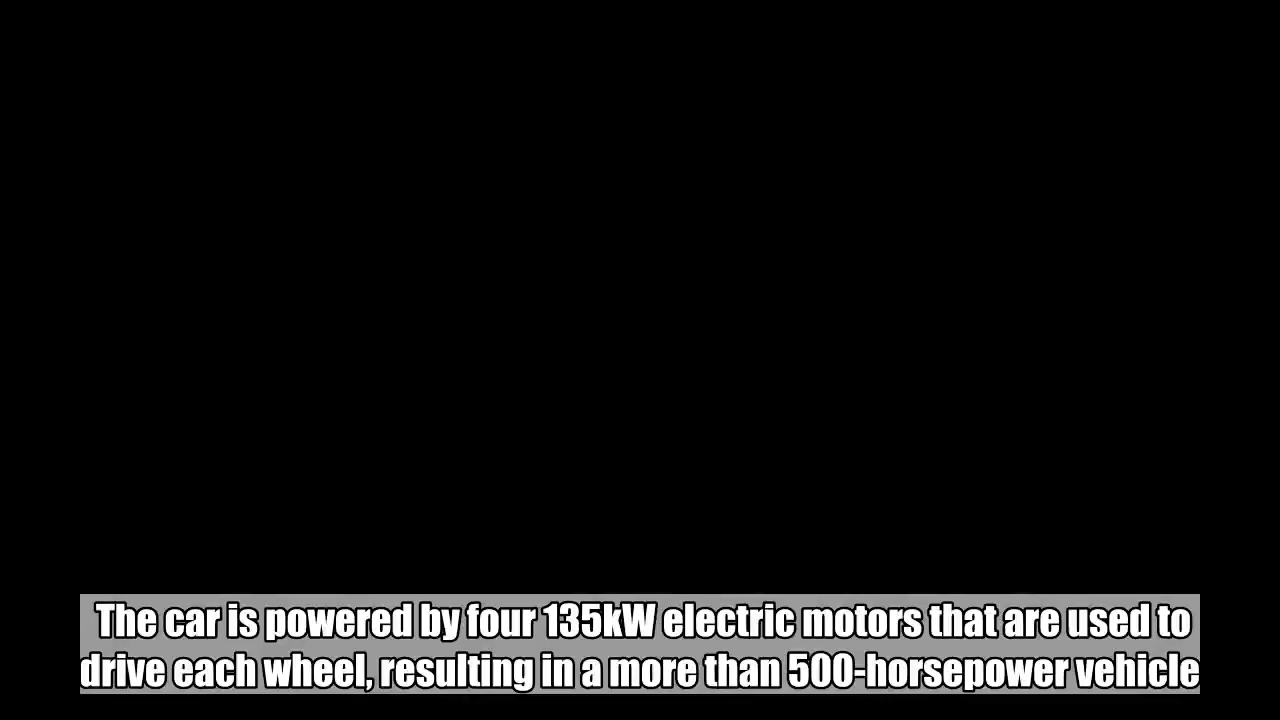 The car is powered by four 135kW electric motors that are used to
drive each wheel, resulting in a more than 500-horsepower vehicle